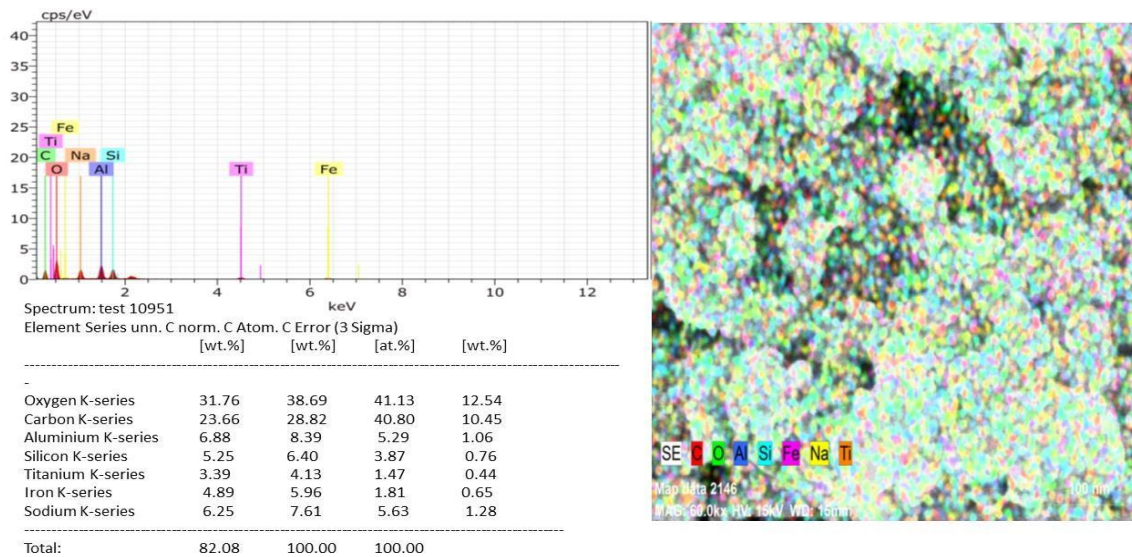 cps/eV
40
35
30
25
20
15
10
5
0
Fe
Ti
C Na Si
O Al Ti Fe
2 4 6 8 10 12
keV
Spectrum: test 10951
Element Series unn. C norm. C Atom. C Error (3 Sigma)
[wt.%] [wt.%] [at.%] [wt.%]
Oxygen K-series 31.76 38.69 41.13 12.54
Carbon K-series 23.66 28.82 40.80 10.45
Aluminium K-series 6.88 8.39 5.29 1.06
Silicon K-series 5.25 6.40 3.87 0.76
Titanium K-series 3.39 4.13 1.47 0.44
Iron K-series 4.89 5.96 1.81 0.65
Sodium K-series 6.25 7.61 5.63 1.28
Total: 82.08 100.00 100.00
SE C O Al Si Fe Na Ti
Map Data 2146
100 nm
MAG: 60.0kx HV: 15kV WD: 15mm